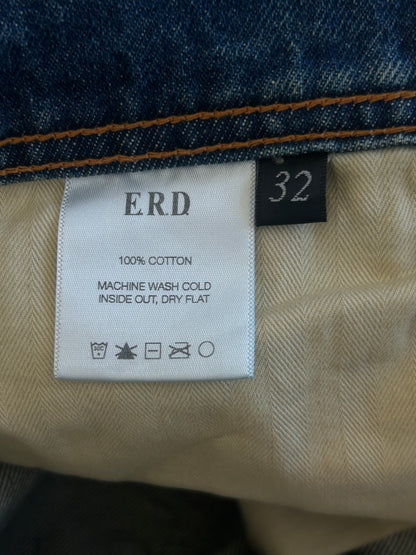 E.R.D.
32
100% COTTON
MACHINE WASH COLD
INSIDE OUT, DRY FLAT